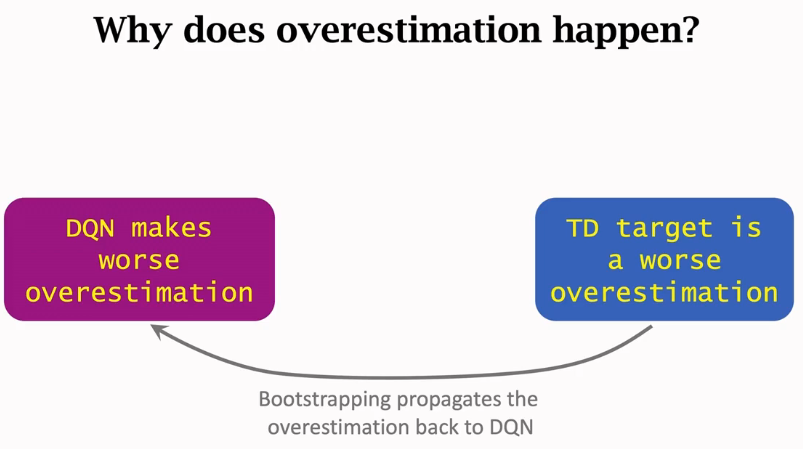 Why does overestimation happen?
DQN makes
worse
overestimation
TD target is
a worse
overestimation
Bootstrapping propagates the
overestimation back to DQN